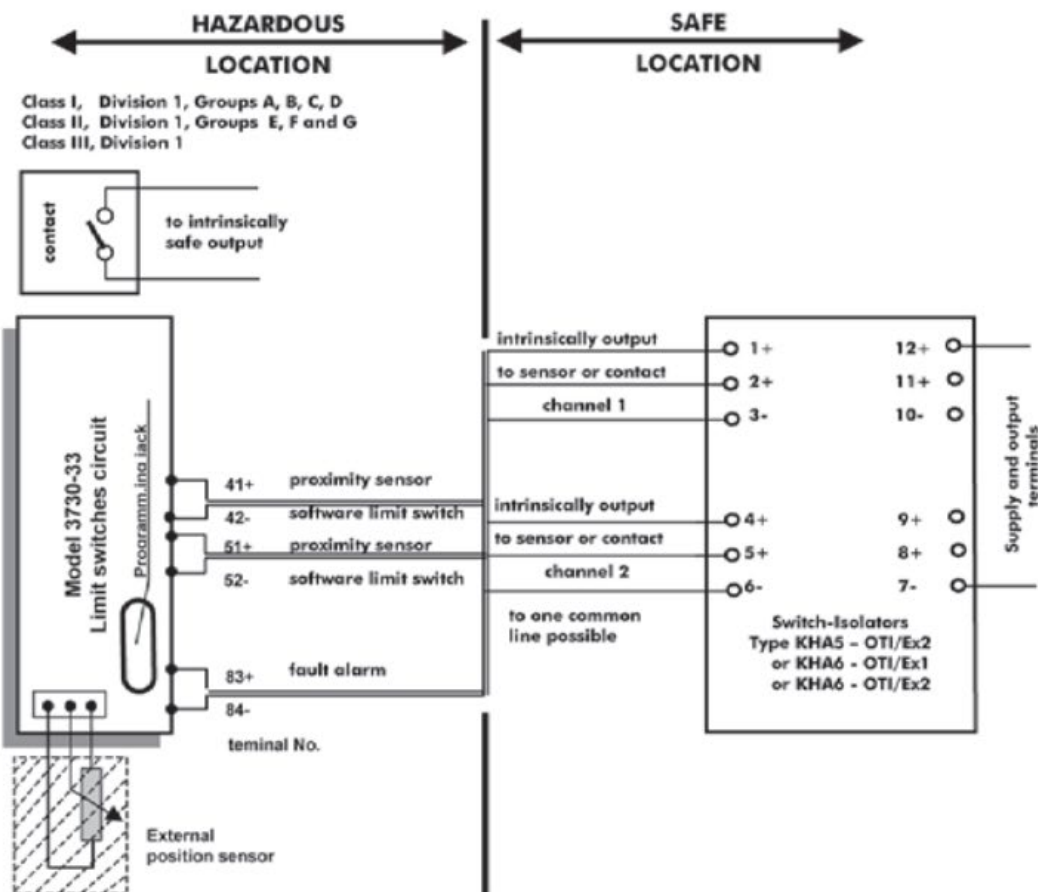 HAZARDOUS
LOCATION
SAFE
LOCATION
Class I, Division 1, Groups A, B, C, D
Class II, Division 1, Groups E, F and G
Class III, Division 1
contact
to intrinsically
safe output
Model 3730-33
Limit switches circuit
Programm.ing jack
41+ proximity sensor
42- software limit switch
51+ proximity sensor
52- software limit switch
83+ fault alarm
84-
teminal No.
External
position sensor
intrinsically output
to sensor or contact
channel 1
intrinsically output
to sensor or contact
channel 2
to one common
line possible
1+ 12+
2+ 11+
3- 10-
4+ 9+
5+ 8+
6- 7-
Switch-Isolators
Type KHA5 - OTI/Ex2
or KHA6 - OTI/Ex1
or KHA6 - OTI/Ex2
Supply and output
terminals